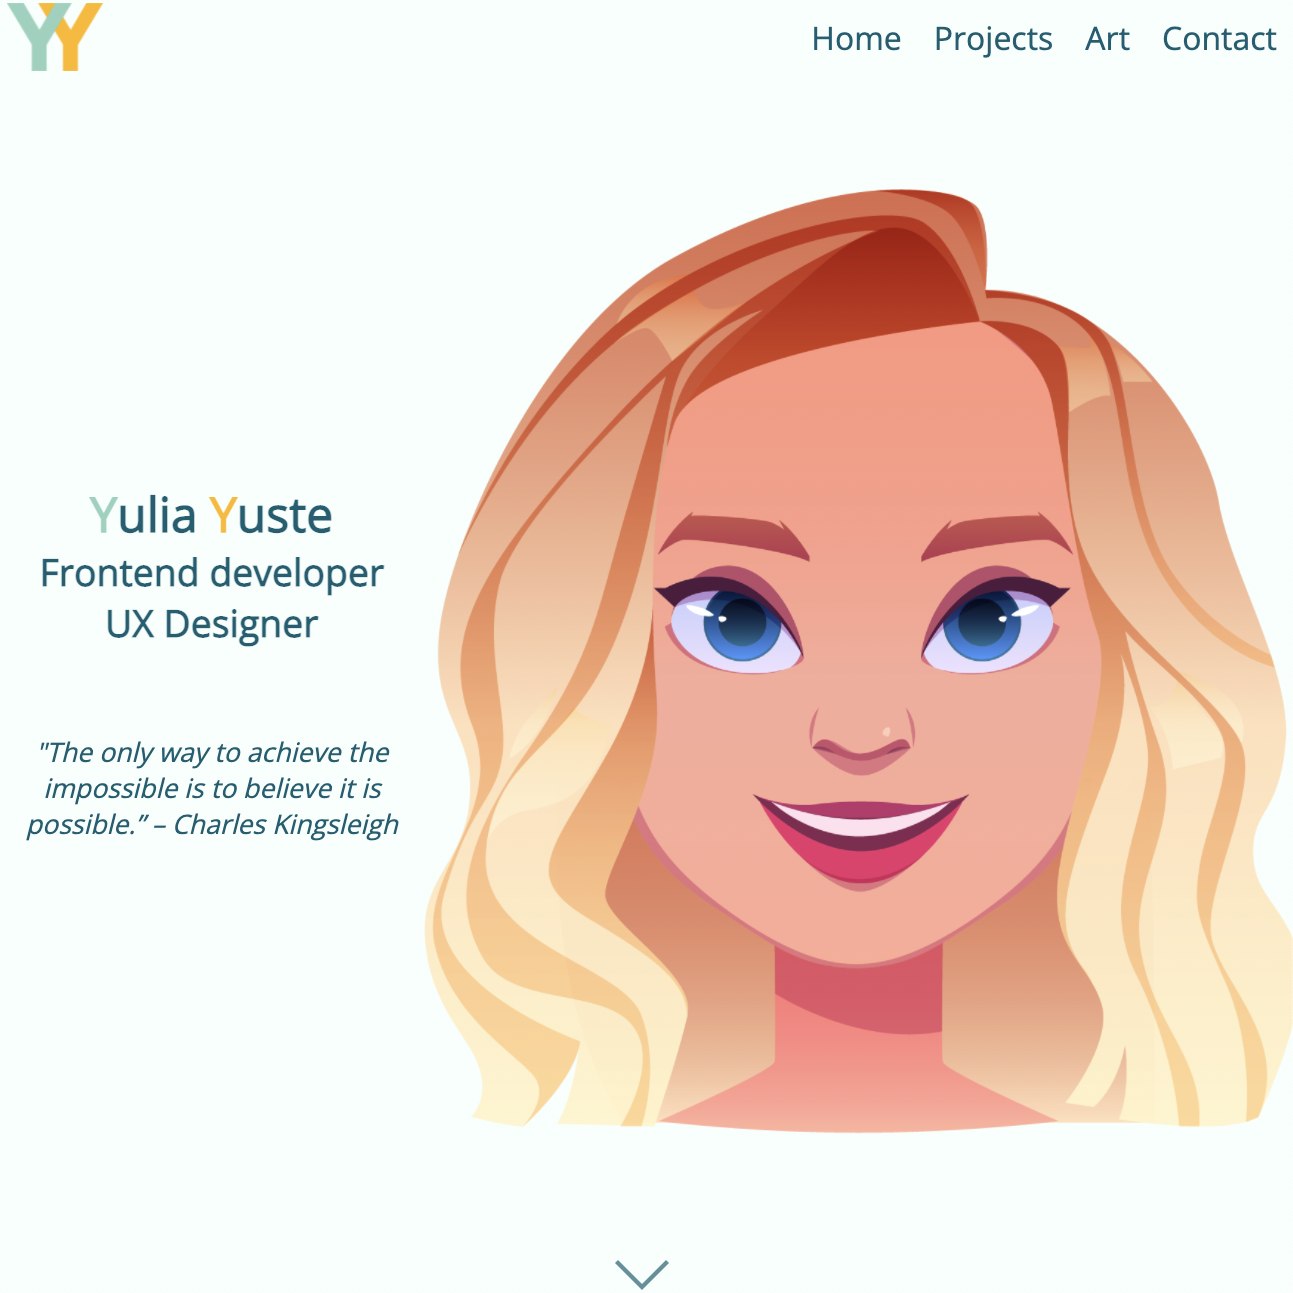 YY
Home Projects Art Contact
Yulia Yuste
Frontend developer
UX Designer
"The only way to achieve the
impossible is to believe it is
possible.” – Charles Kingsleigh